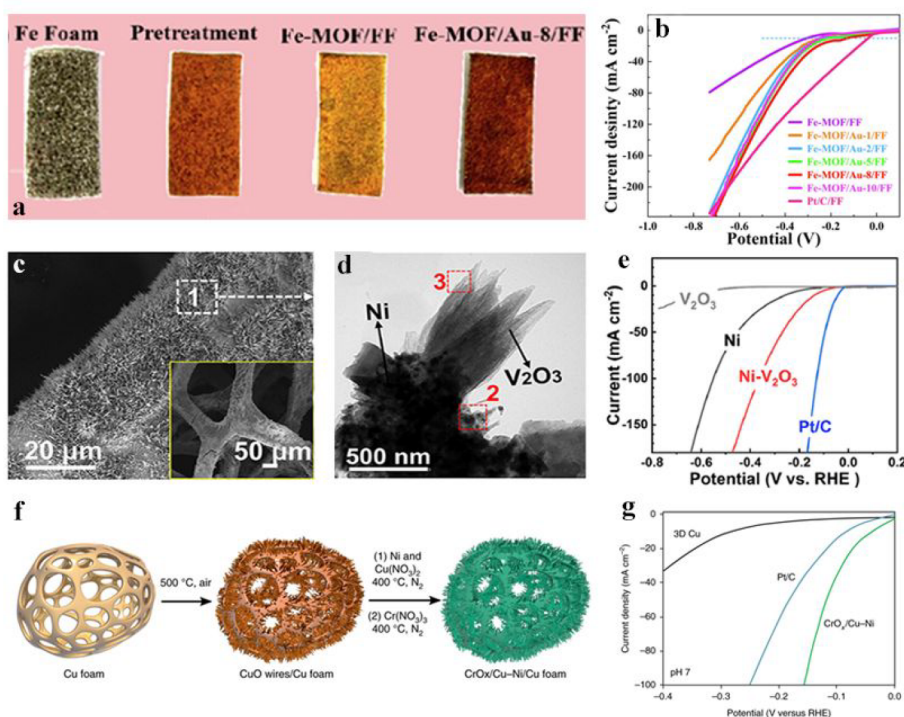 Fe Foam
Pretreatment
Fe-MOF/FF
Fe-MOF/Au-8/FF
a
b
Current desinty (mA cm-2)
0
-40
-80
-120
-160
-200
Fe-MOF/FF
Fe-MOF/Au-1/FF
Fe-MOF/Au-2/FF
Fe-MOF/Au-5/FF
Fe-MOF/Au-8/FF
Fe-MOF/Au-10/FF
Pt/C/FF
-1.0 -0.8 -0.6 -0.4 -0.2 0.0
Potential (V)
c
1
20 µm
50 µm
d
3
Ni
V2O3
2
500 nm
e
Current (mA cm-2)
0
-50
-100
-150
V2O3
Ni
Ni-V2O3
Pt/C
-0.8 -0.6 -0.4 -0.2 0.0 0.2
Potential (V vs. RHE )
f
500 °C, air
(1) Ni and
Cu(NO3)2
400 °C, N2
(2) Cr(NO3)3
400 °C, N2
Cu foam
CuO wires/Cu foam
CrOx/Cu–Ni/Cu foam
g
Current density (mA cm−2)
0
−20
−40
−60
−80
−100
3D Cu
Pt/C
CrOx/Cu–Ni
pH 7
−0.4 −0.3 −0.2 −0.1 0.0
Potential (V versus RHE)